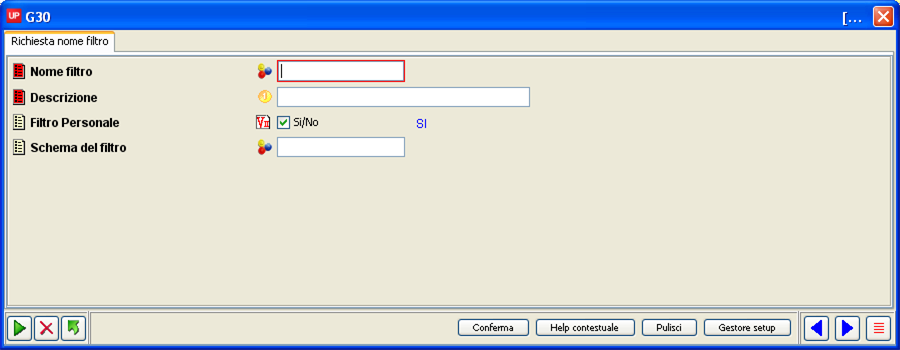 UP G30 [...
Richiesta nome filtro
Nome filtro
Descrizione
Filtro Personale Si/No SI
Schema del filtro
Conferma Help contestuale Pulisci Gestore setup